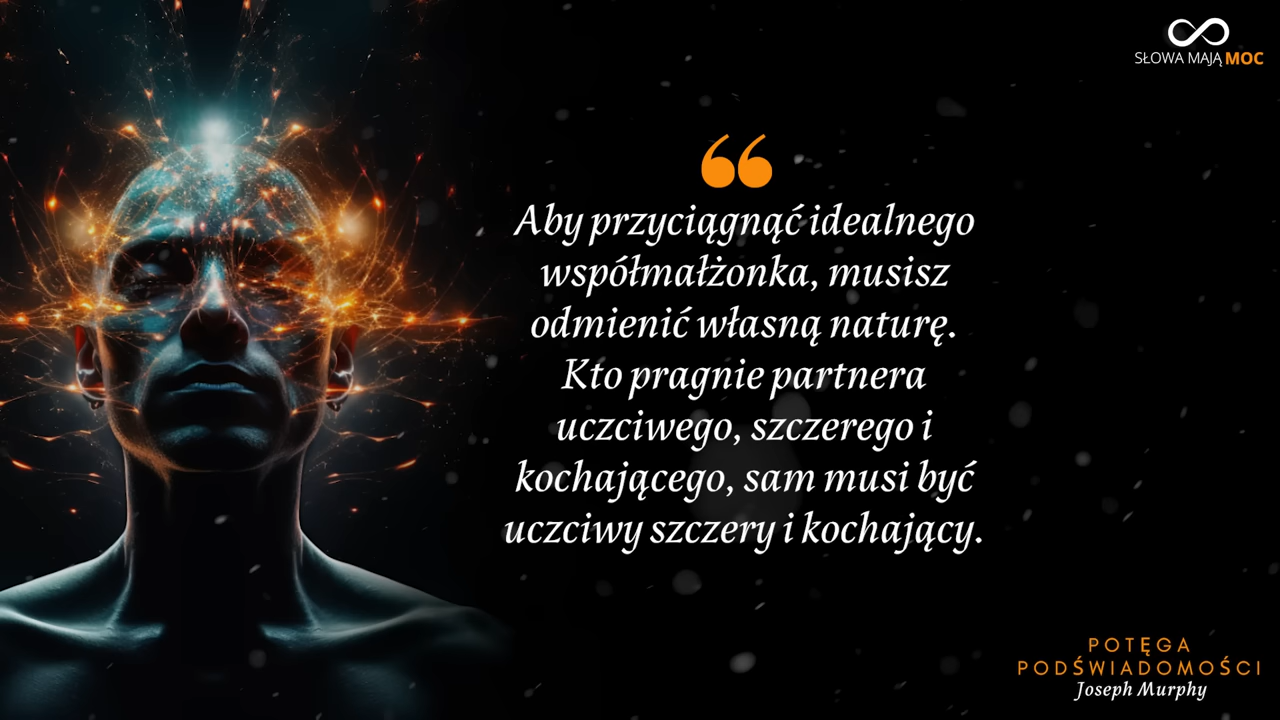 SŁOWA MAJĄ MOC
Aby przyciągnąć idealnego
współmałżonka, musisz
odmienić własną naturę.
Kto pragnie partnera
uczciwego, szczerego i
kochającego, sam musi być
uczciwy szczery i kochający.
POTĘGA
PODŚWIADOMOŚCI
Joseph Murphy